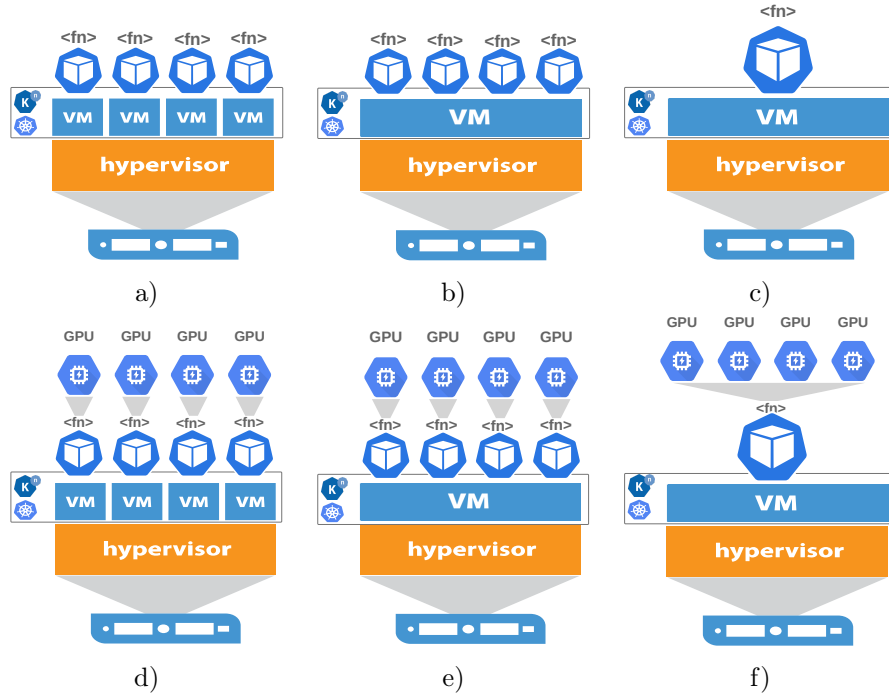 <fn> <fn> <fn> <fn>
K n VM VM VM VM
hypervisor
a)
<fn> <fn> <fn> <fn>
K n VM
hypervisor
b)
<fn>
K n VM
hypervisor
c)
GPU GPU GPU GPU
<fn> <fn> <fn> <fn>
K n VM VM VM VM
hypervisor
d)
GPU GPU GPU GPU
<fn> <fn> <fn> <fn>
K n VM
hypervisor
e)
GPU GPU GPU GPU
<fn>
K n VM
hypervisor
f)